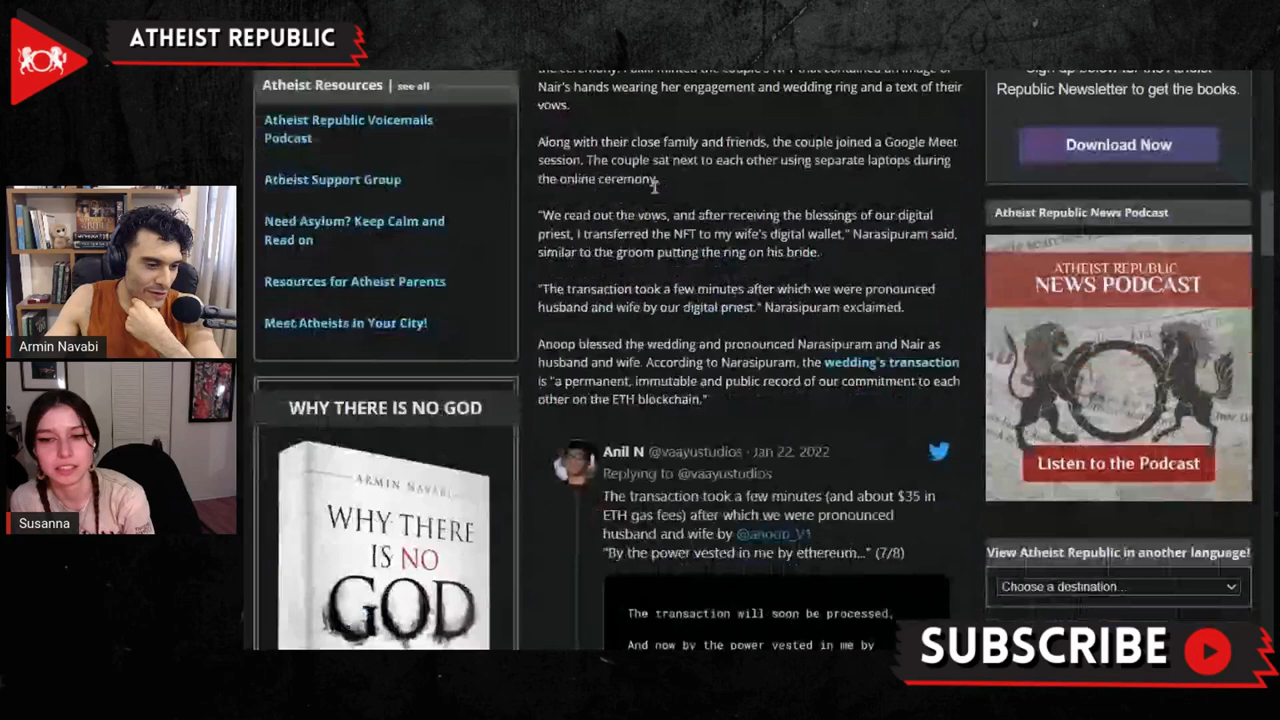 ATHEIST REPUBLIC
Atheist Resources | see all
Atheist Republic Voicemails
Podcast
Atheist Support Group
Need Asylum? Keep Calm and
Read on
Resources for Atheist Parents
Meet Atheists in Your City!
WHY THERE IS NO GOD
ARMIN NAVABI
WHY THERE
IS NO
GOD
Armin Navabi
Susanna
Nair's hands wearing her engagement and wedding ring and a text of their
vows.
Along with their close family and friends, the couple joined a Google Meet
session. The couple sat next to each other using separate laptops during
the online ceremony.
"We read out the vows, and after receiving the blessings of our digital
priest, I transferred the NFT to my wife's digital wallet," Narasipuram said,
similar to the groom putting the ring on his bride.
"The transaction took a few minutes after which we were pronounced
husband and wife by our digital priest." Narasipuram exclaimed.
Anoop blessed the wedding and pronounced Narasipuram and Nair as
husband and wife. According to Narasipuram, the wedding's transaction
is "a permanent, immutable and public record of our commitment to each
other on the ETH blockchain."
Anil N @vaayustudios · Jan 22, 2022
Replying to @vaayustudios
The transaction took a few minutes (and about $35 in
ETH gas fees) after which we were pronounced
husband and wife by @anoop_V1
"By the power vested in me by ethereum..." (7/8)
The transaction will soon be processed,
And now by the power vested in me by
Republic Newsletter to get the books.
Download Now
Atheist Republic News Podcast
ATHEIST REPUBLIC
NEWS PODCAST
Listen to the Podcast
View Atheist Republic in another language!
Choose a destination...
SUBSCRIBE